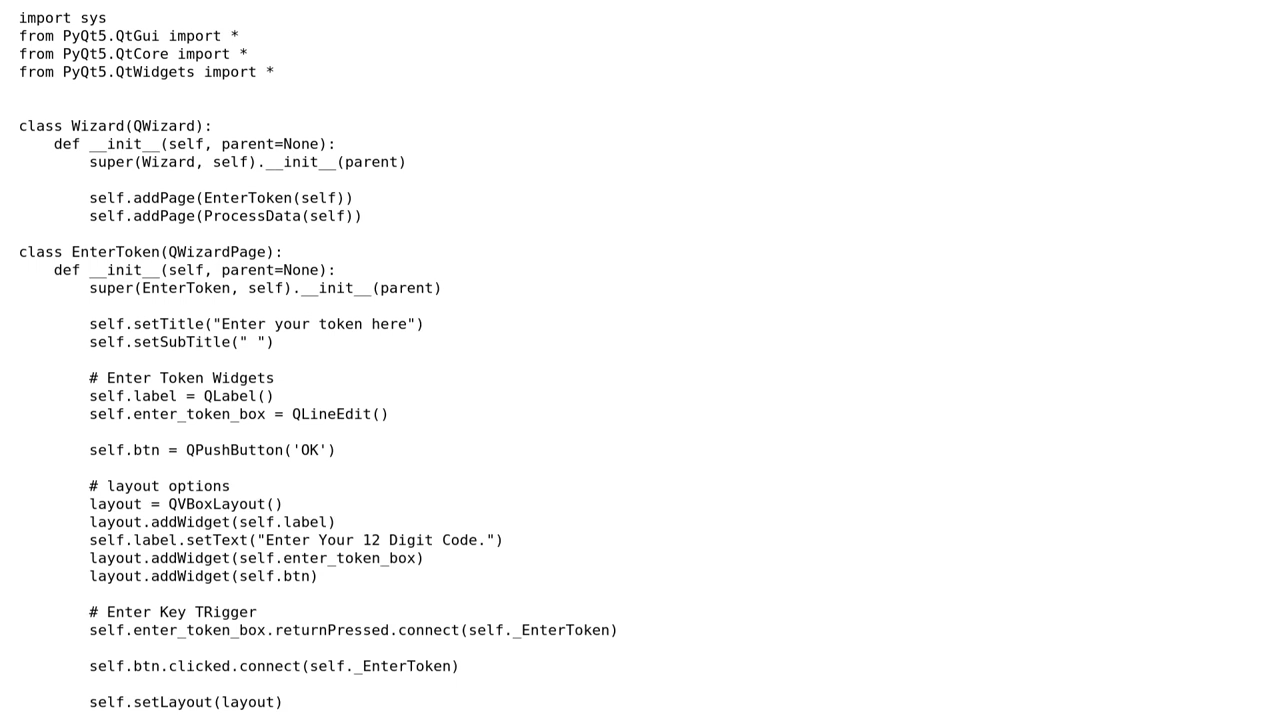 import sys
from PyQt5.QtGui import *
from PyQt5.QtCore import *
from PyQt5.QtWidgets import *


class Wizard(QWizard):
    def __init__(self, parent=None):
        super(Wizard, self).__init__(parent)

        self.addPage(EnterToken(self))
        self.addPage(ProcessData(self))

class EnterToken(QWizardPage):
    def __init__(self, parent=None):
        super(EnterToken, self).__init__(parent)

        self.setTitle("Enter your token here")
        self.setSubTitle(" ")

        # Enter Token Widgets
        self.label = QLabel()
        self.enter_token_box = QLineEdit()

        self.btn = QPushButton('OK')

        # layout options
        layout = QVBoxLayout()
        layout.addWidget(self.label)
        self.label.setText("Enter Your 12 Digit Code.")
        layout.addWidget(self.enter_token_box)
        layout.addWidget(self.btn)

        # Enter Key TRigger
        self.enter_token_box.returnPressed.connect(self._EnterToken)

        self.btn.clicked.connect(self._EnterToken)

        self.setLayout(layout)